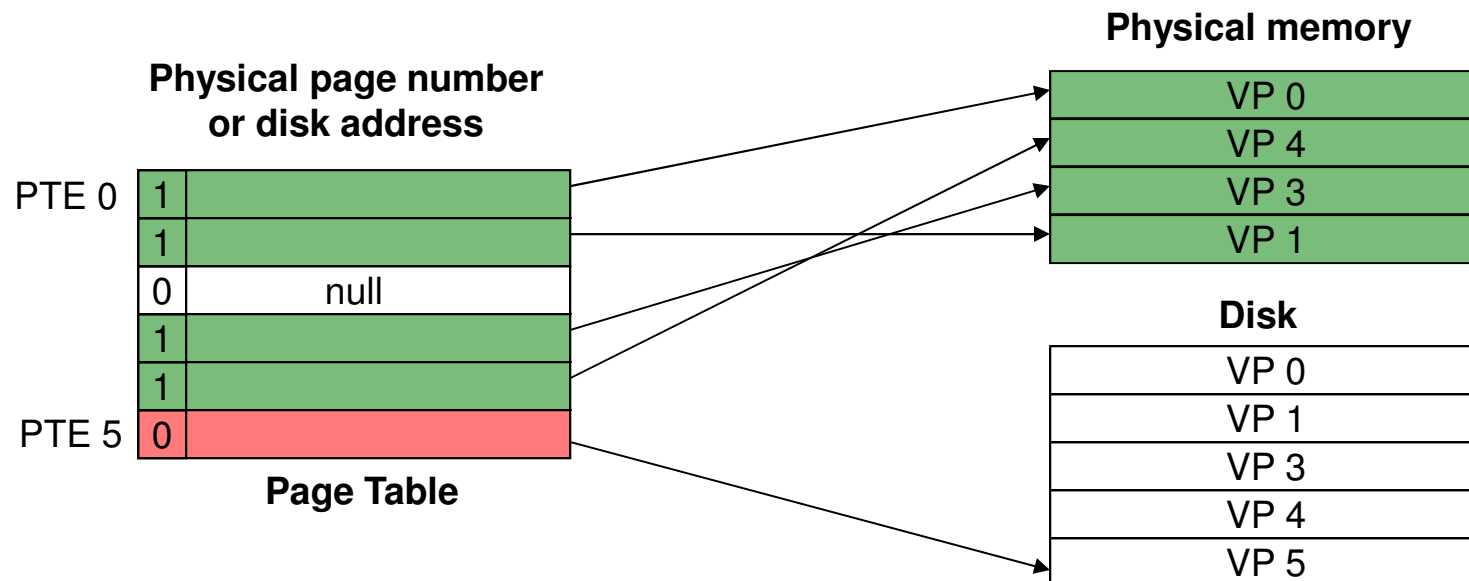 Physical page number
or disk address
PTE 0
1
1
0 null
1
1
PTE 5 0
Page Table
Physical memory
VP 0
VP 4
VP 3
VP 1
Disk
VP 0
VP 1
VP 3
VP 4
VP 5